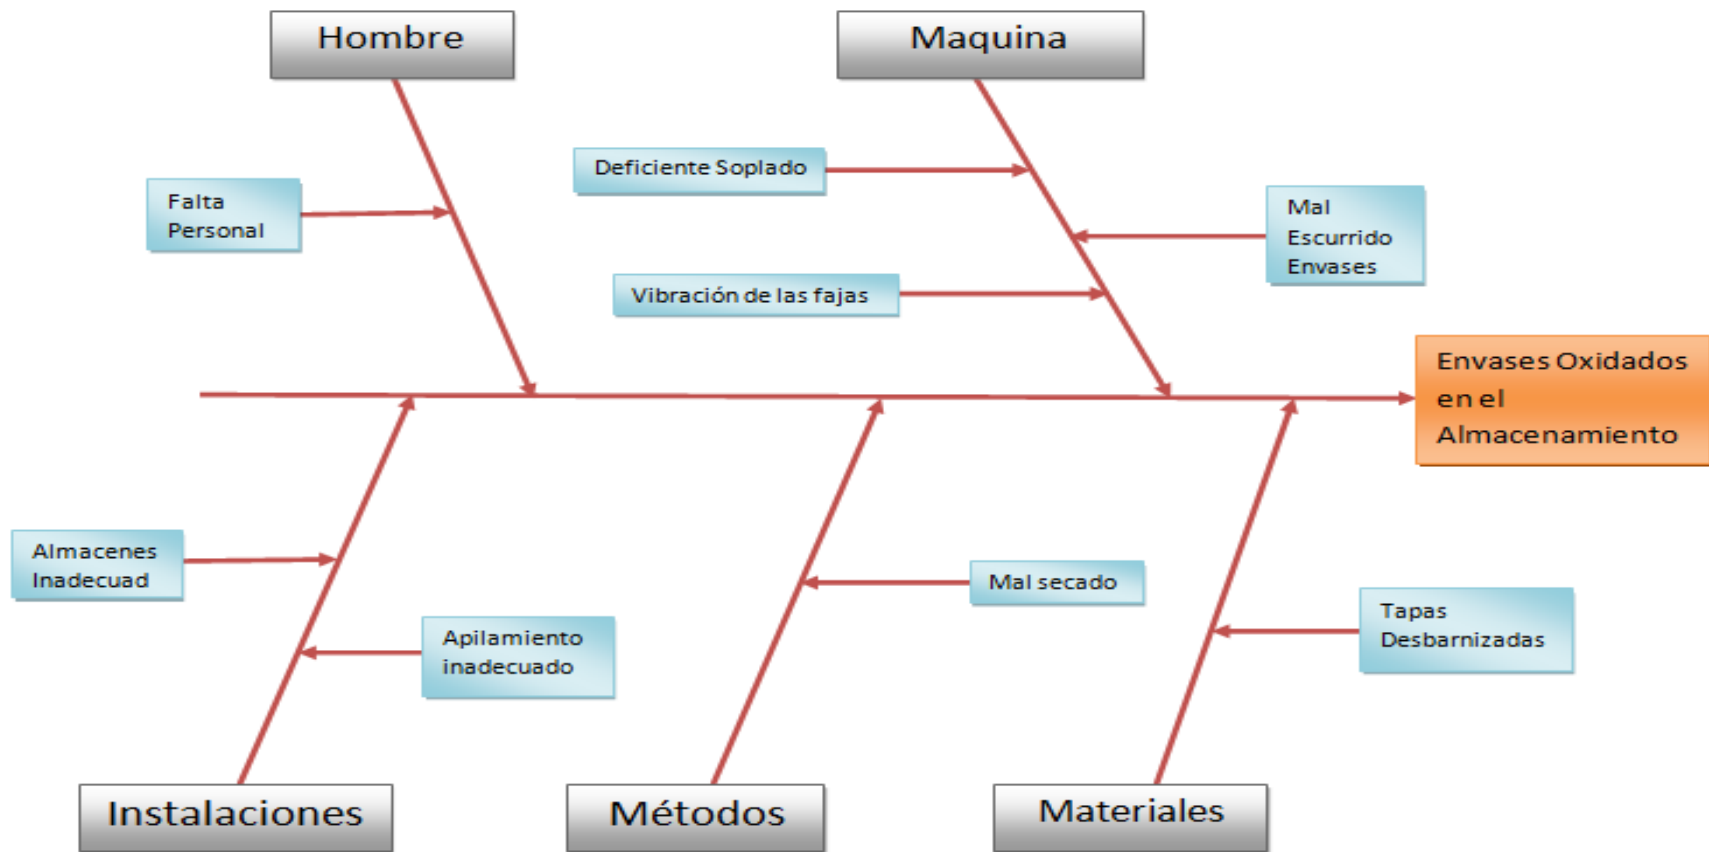 Hombre
Maquina
Deficiente Soplado
Falta
Personal
Mal
Escurrido
Envases
Vibración de las fajas
Envases Oxidados
en el
Almacenamiento
Almacenes
Inadecuad
Apilamiento
inadecuado
Mal secado
Tapas
Desbarnizadas
Instalaciones
Métodos
Materiales